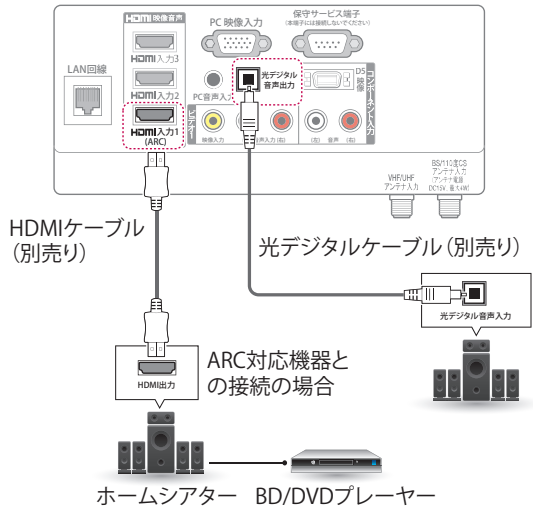 HDMI 映像音声
HDMI入力3
HDMI入力2
HDMI入力1
(ARC)
LAN回線
PC 映像入力
保守サービス端子
(本端子には接続しないでください)
PC音声入力
光デジタル
音声出力
D5
映像
コンポーネント入力
ビデオ
映像入力
音声入力(右)
(左) 音声 (右)
VHF/UHF
アンテナ入力
BS/110度CS
アンテナ入力
HDMIケーブル
(別売り)
光デジタルケーブル(別売り)
光デジタル音声入力
HDMI出力
ARC対応機器と
の接続の場合
ホームシアター BD/DVDプレーヤー